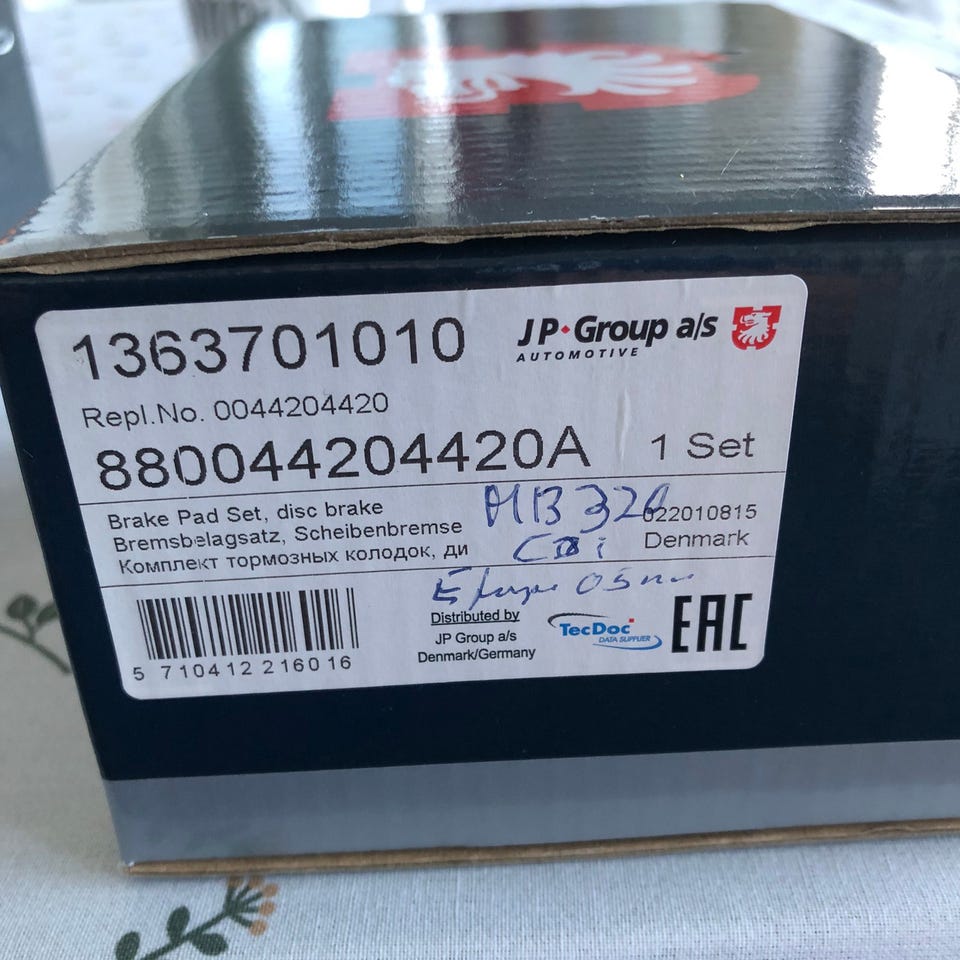 1363701010
JP Group a/s
AUTOMOTIVE
Repl.No. 0044204420
880044204420A 1 Set
Brake Pad Set, disc brake
Bremsbelagsatz, Scheibenbremse
Комплект тормозных колодок, ди
022010815
Denmark
MB 320
CDi
05
5 710412 216016
Distributed by
JP Group a/s
Denmark/Germany
TecDoc
DATA SUPPLIER
EAC